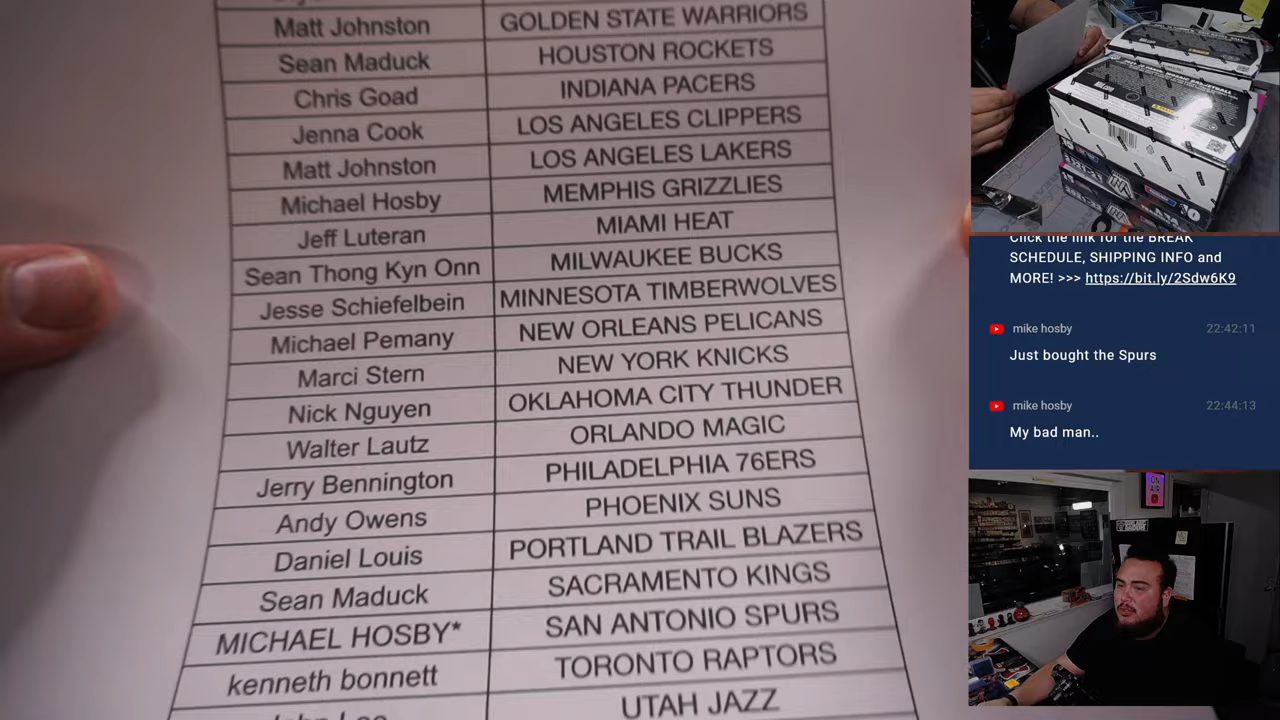 Matt Johnston GOLDEN STATE WARRIORS
Sean Maduck HOUSTON ROCKETS
Chris Goad INDIANA PACERS
Jenna Cook LOS ANGELES CLIPPERS
Matt Johnston LOS ANGELES LAKERS
Michael Hosby MEMPHIS GRIZZLIES
Jeff Luteran MIAMI HEAT
Sean Thong Kyn Onn MILWAUKEE BUCKS
Jesse Schiefelbein MINNESOTA TIMBERWOLVES
Michael Pemany NEW ORLEANS PELICANS
Marci Stern NEW YORK KNICKS
Nick Nguyen OKLAHOMA CITY THUNDER
Walter Lautz ORLANDO MAGIC
Jerry Bennington PHILADELPHIA 76ERS
Andy Owens PHOENIX SUNS
Daniel Louis PORTLAND TRAIL BLAZERS
Sean Maduck SACRAMENTO KINGS
MICHAEL HOSBY* SAN ANTONIO SPURS
kenneth bonnett TORONTO RAPTORS
UTAH JAZZ
Click the link for the BREAK
SCHEDULE, SHIPPING INFO and
MORE! >>> https://bit.ly/2Sdw6K9
mike hosby 22:42:11
Just bought the Spurs
mike hosby 22:44:13
My bad man..
ON
AIR